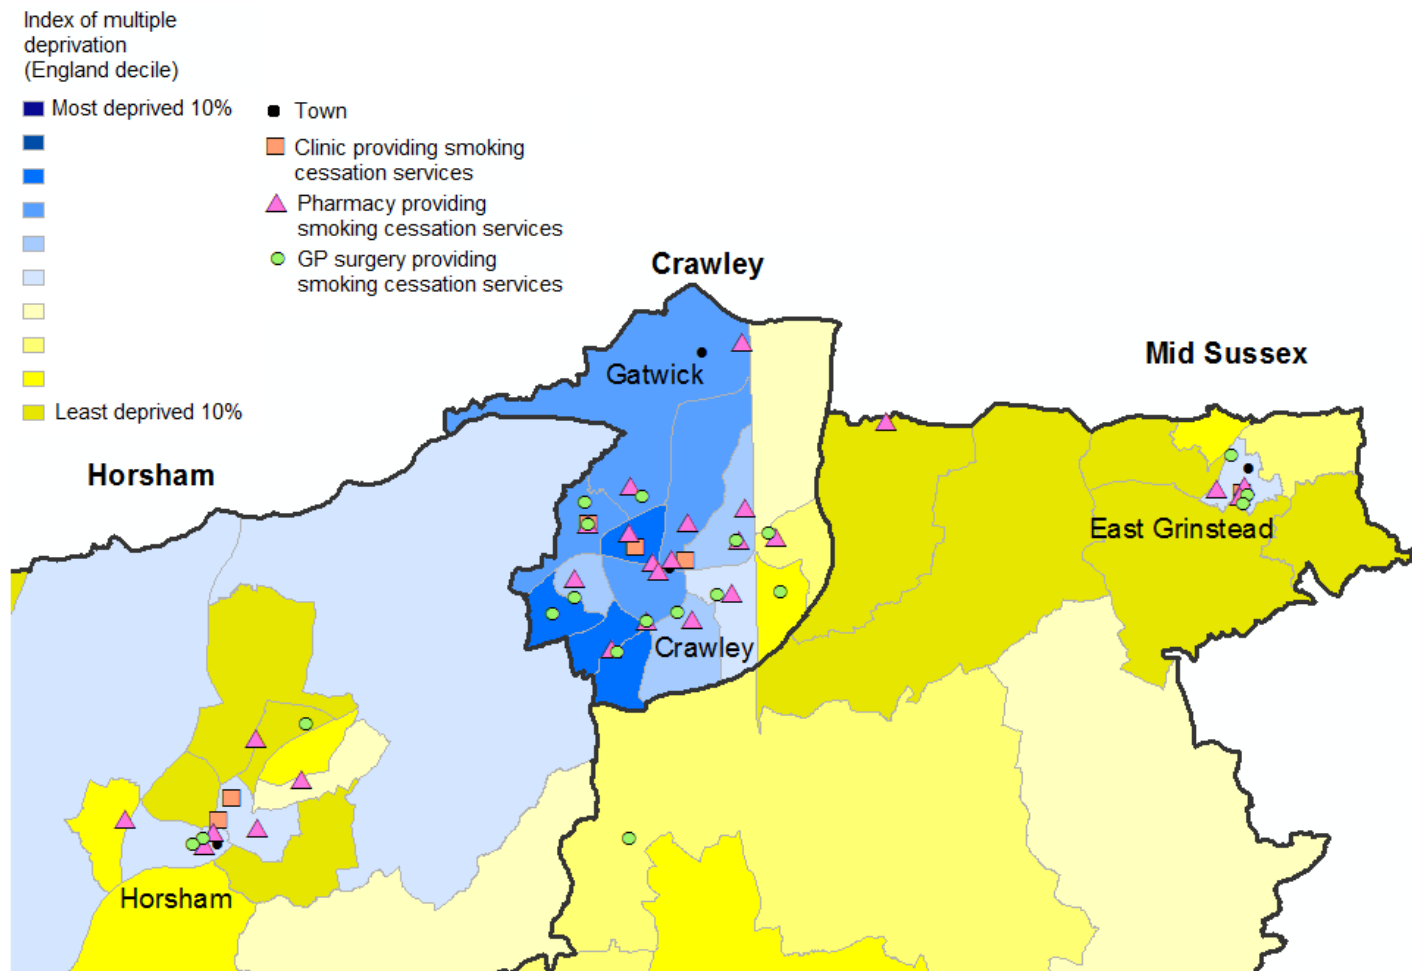 Index of multiple
deprivation
(England decile)
Most deprived 10%
Least deprived 10%
Town
Clinic providing smoking
cessation services
Pharmacy providing
smoking cessation services
GP surgery providing
smoking cessation services
Crawley
Mid Sussex
Horsham
Gatwick
East Grinstead
Crawley
Horsham